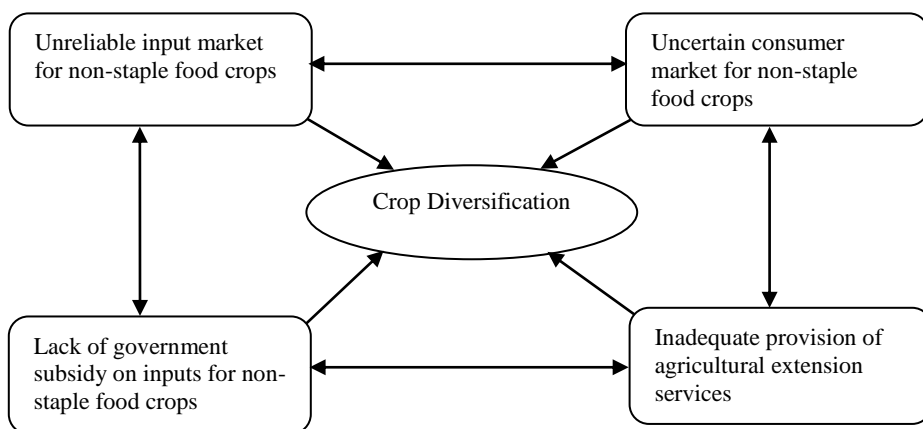 Unreliable input market
for non-staple food crops
Uncertain consumer
market for non-staple
food crops
Crop Diversification
Lack of government
subsidy on inputs for non-
staple food crops
Inadequate provision of
agricultural extension
services